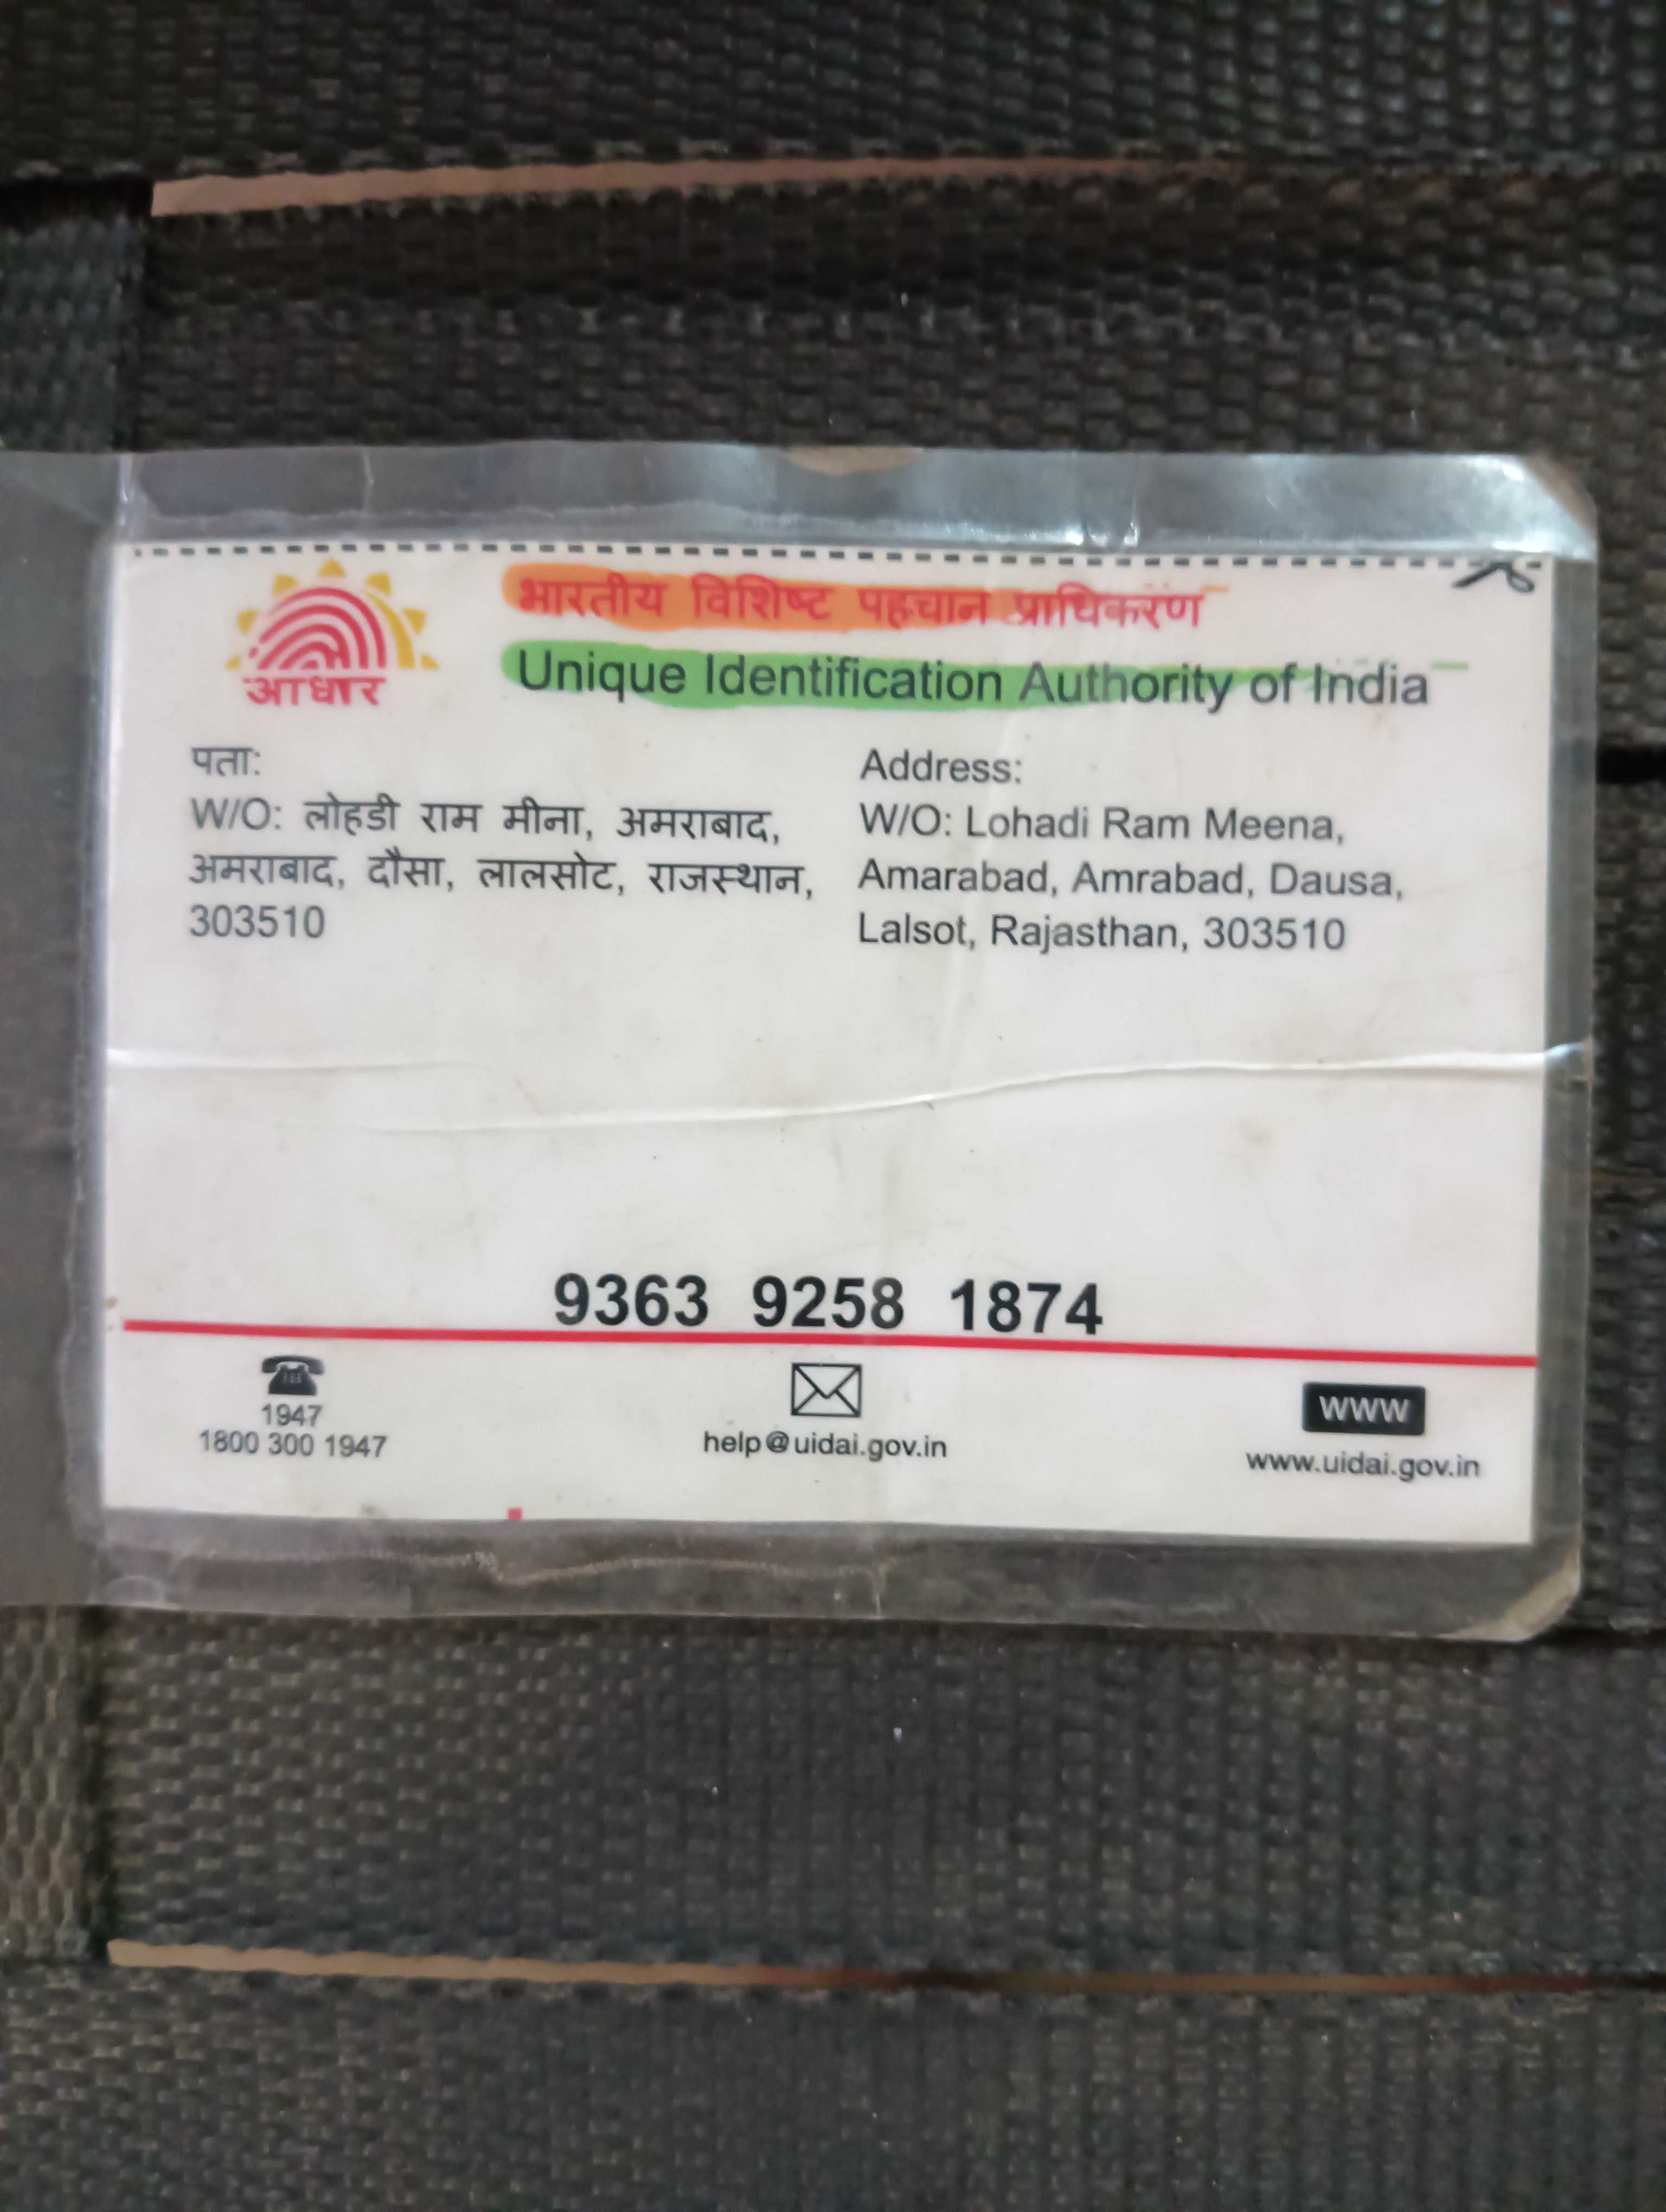 आधार
भारतीय विशिष्ट पहचान प्राधिकरण
Unique Identification Authority of India
पता:
W/O: लोहडी राम मीना, अमराबाद,
अमराबाद, दौसा, लालसोट, राजस्थान,
303510
Address:
W/O: Lohadi Ram Meena,
Amarabad, Amrabad, Dausa,
Lalsot, Rajasthan, 303510
9363 9258 1874
1947
1800 300 1947
help@uidai.gov.in
www
www.uidai.gov.in